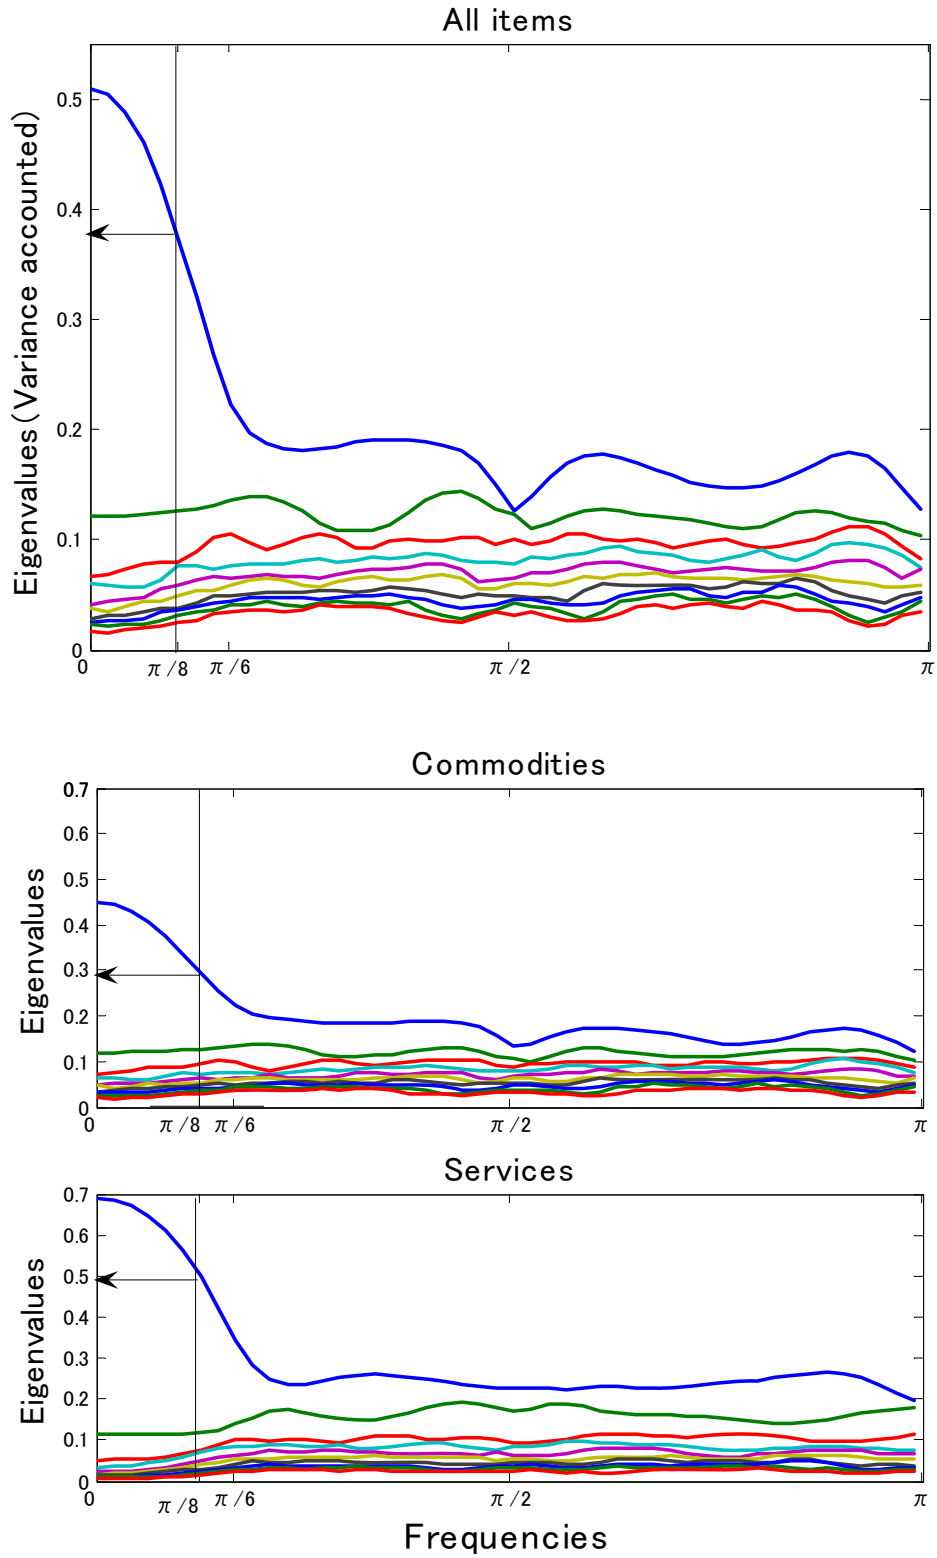 All items
Eigenvalues (Variance accounted)
0.5
0.4
0.3
0.2
0.1
0
0 π/8 π/6 π/2 π
Commodities
Eigenvalues
0.7
0.6
0.5
0.4
0.3
0.2
0.1
0
0 π/8 π/6 π/2 π
Services
Eigenvalues
0.7
0.6
0.5
0.4
0.3
0.2
0.1
0
0 π/8 π/6 π/2 π
Frequencies